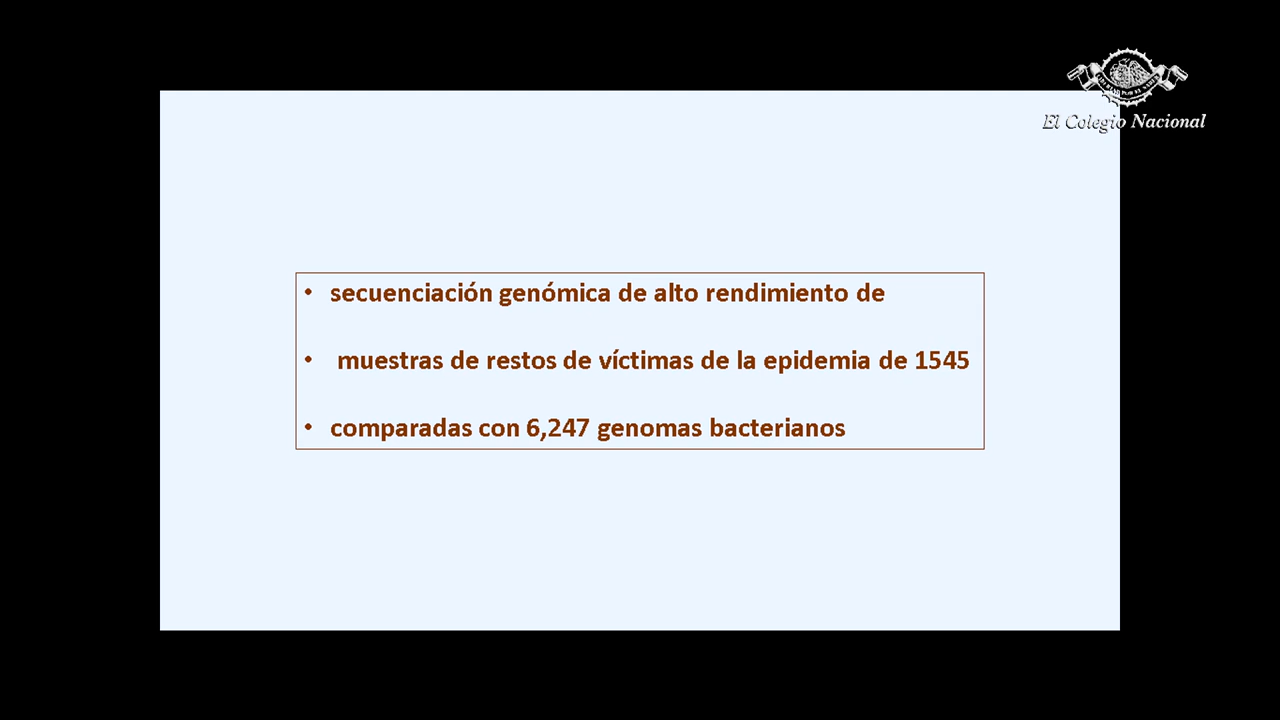 El Colegio Nacional
• secuenciación genómica de alto rendimiento de
• muestras de restos de víctimas de la epidemia de 1545
• comparadas con 6,247 genomas bacterianos